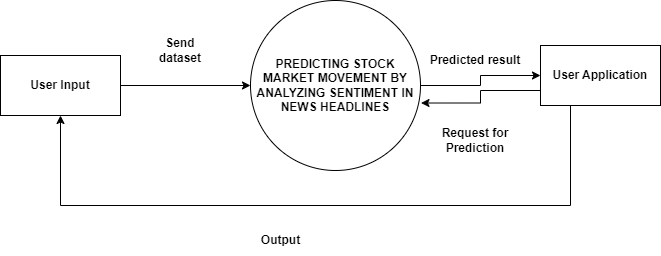 Send
dataset
User Input
PREDICTING STOCK
MARKET MOVEMENT BY
ANALYZING SENTIMENT IN
NEWS HEADLINES
Predicted result
User Application
Request for
Prediction
Output